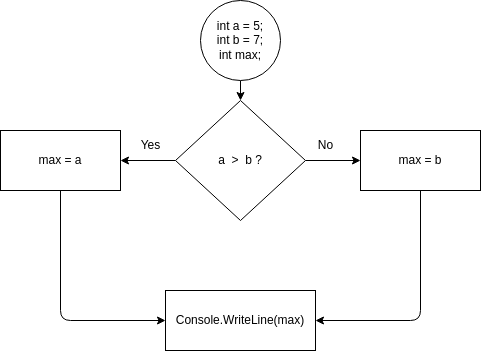 int a = 5;
int b = 7;
int max;
Yes
a > b ?
No
max = a
max = b
Console.WriteLine(max)